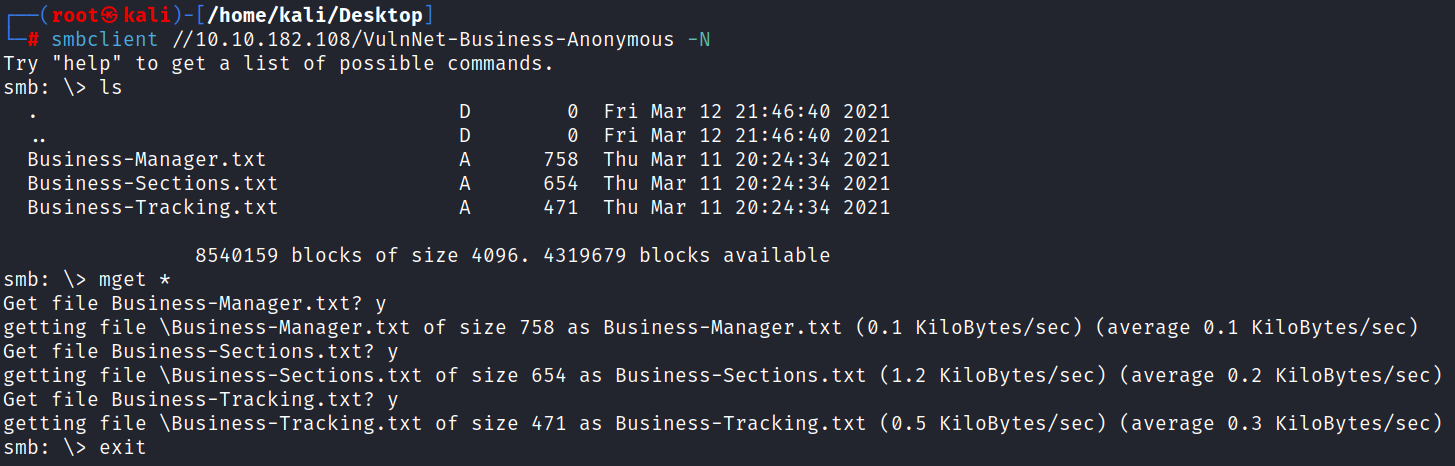 ┌──(root㉿kali)-[/home/kali/Desktop]
└─# smbclient //10.10.182.108/VulnNet-Business-Anonymous -N
Try "help" to get a list of possible commands.
smb: \> ls
  .                                   D        0  Fri Mar 12 21:46:40 2021
  ..                                  D        0  Fri Mar 12 21:46:40 2021
  Business-Manager.txt                A      758  Thu Mar 11 20:24:34 2021
  Business-Sections.txt               A      654  Thu Mar 11 20:24:34 2021
  Business-Tracking.txt               A      471  Thu Mar 11 20:24:34 2021

                8540159 blocks of size 4096. 4319679 blocks available
smb: \> mget *
Get file Business-Manager.txt? y
getting file \Business-Manager.txt of size 758 as Business-Manager.txt (0.1 KiloBytes/sec) (average 0.1 KiloBytes/sec)
Get file Business-Sections.txt? y
getting file \Business-Sections.txt of size 654 as Business-Sections.txt (1.2 KiloBytes/sec) (average 0.2 KiloBytes/sec)
Get file Business-Tracking.txt? y
getting file \Business-Tracking.txt of size 471 as Business-Tracking.txt (0.5 KiloBytes/sec) (average 0.3 KiloBytes/sec)
smb: \> exit